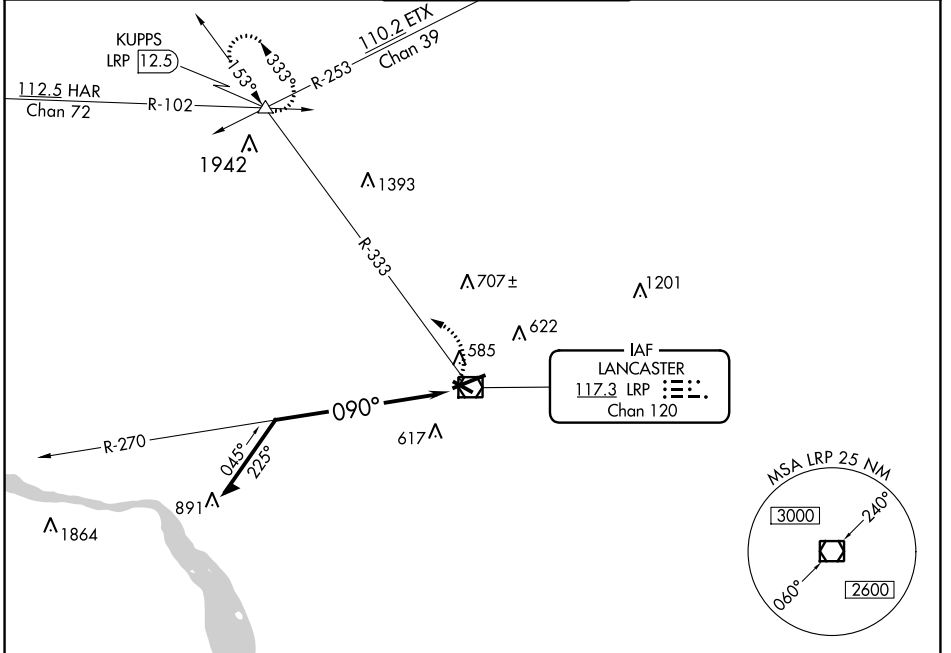 KUPPS
LRP 12.5
153°
333°
110.2 ETX
Chan 39
R-253
112.5 HAR
Chan 72
R-102
1942
1393
R-333
707 ±
1201
622
585
IAF
LANCASTER
117.3 LRP
Chan 120
090°
R-270
045°
225°
617
891
1864
MSA LRP 25 NM
3000
240°
060°
2600